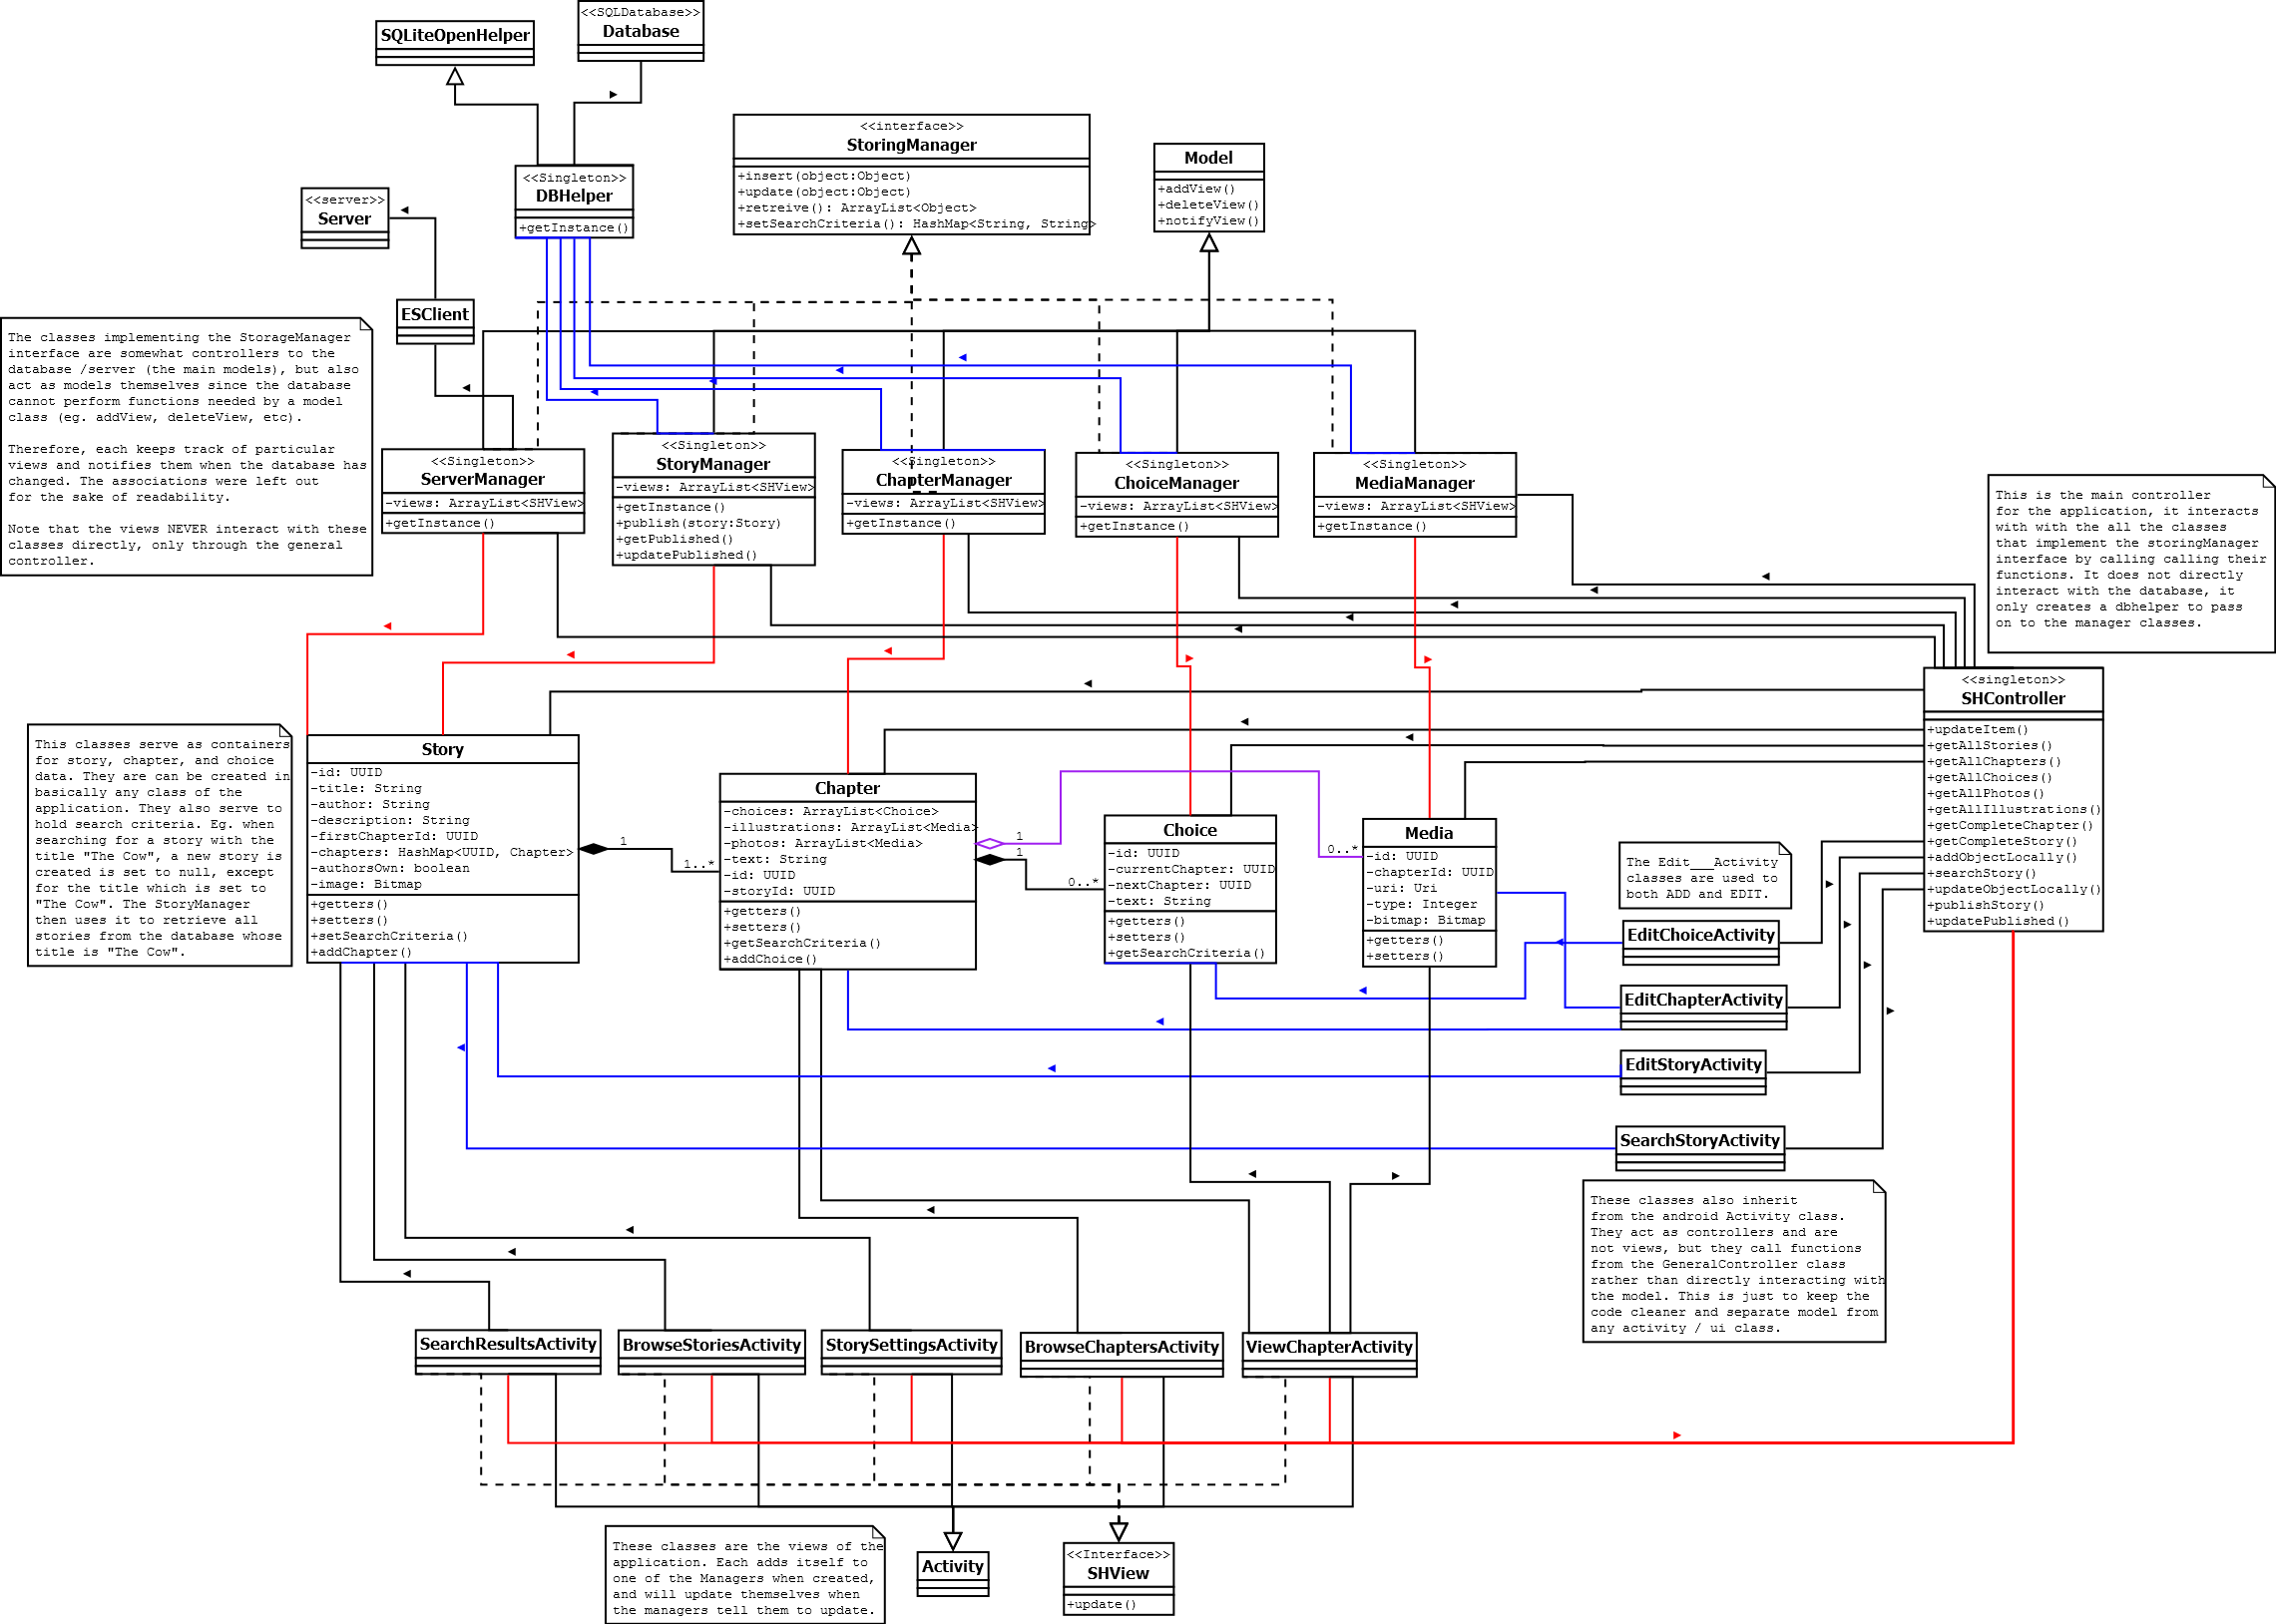 <<SQLDatabase>>
Database
SQLiteOpenHelper
<<interface>>
StoringManager
+insert(object:Object)
+update(object:Object)
+retreive(): ArrayList<Object>
+setSearchCriteria(): HashMap<String, String>
Model
+addView()
+deleteView()
+notifyView()
<<Singleton>>
DBHelper
+getInstance()
<<server>>
Server
ESClient
The classes implementing the StorageManager
interface are somewhat controllers to the
database /server (the main models), but also
act as models themselves since the database
cannot perform functions needed by a model
class (eg. addView, deleteView, etc).
Therefore, each keeps track of particular
views and notifies them when the database has
changed. The associations were left out
for the sake of readability.
Note that the views NEVER interact with these
classes directly, only through the general
controller.
<<Singleton>>
ServerManager
-views: ArrayList<SHView>
+getInstance()
<<Singleton>>
StoryManager
-views: ArrayList<SHView>
+getInstance()
+publish(story:Story)
+getPublished()
+updatePublished()
<<Singleton>>
ChapterManager
-views: ArrayList<SHView>
+getInstance()
<<Singleton>>
ChoiceManager
-views: ArrayList<SHView>
+getInstance()
<<Singleton>>
MediaManager
-views: ArrayList<SHView>
+getInstance()
This is the main controller
for the application, it interacts
with with the all the classes
that implement the storingManager
interface by calling calling their
functions. It does not directly
interact with the database, it
only creates a dbhelper to pass
on to the manager classes.
<<singleton>>
SHController
+updateItem()
+getAllStories()
+getAllChapters()
+getAllChoices()
+getAllPhotos()
+getAllIllustrations()
+getCompleteChapter()
+getCompleteStory()
+addObjectLocally()
+searchStory()
+updateObjectLocally()
+publishStory()
+updatePublished()
This classes serve as containers
for story, chapter, and choice
data. They are can be created in
basically any class of the
application. They also serve to
hold search criteria. Eg. when
searching for a story with the
title "The Cow", a new story is
created is set to null, except
for the title which is set to
"The Cow". The StoryManager
then uses it to retrieve all
stories from the database whose
title is "The Cow".
Story
-id: UUID
-title: String
-author: String
-description: String
-firstChapterId: UUID
-chapters: HashMap<UUID, Chapter>
-authorsOwn: boolean
-image: Bitmap
+getters()
+setters()
+setSearchCriteria()
+addChapter()
1
1..*
Chapter
-choices: ArrayList<Choice>
-illustrations: ArrayList<Media>
-photos: ArrayList<Media>
-text: String
-id: UUID
-storyId: UUID
+getters()
+setters()
+getSearchCriteria()
+addChoice()
1
1
0..*
0..*
Choice
-id: UUID
-currentChapter: UUID
-nextChapter: UUID
-text: String
+getters()
+setters()
+getSearchCriteria()
Media
-id: UUID
-chapterId: UUID
-uri: Uri
-type: Integer
-bitmap: Bitmap
+getters()
+setters()
The Edit___Activity
classes are used to
both ADD and EDIT.
EditChoiceActivity
EditChapterActivity
EditStoryActivity
SearchStoryActivity
These classes also inherit
from the android Activity class.
They act as controllers and are
not views, but they call functions
from the GeneralController class
rather than directly interacting with
the model. This is just to keep the
code cleaner and separate model from
any activity / ui class.
SearchResultsActivity
BrowseStoriesActivity
StorySettingsActivity
BrowseChaptersActivity
ViewChapterActivity
These classes are the views of the
application. Each adds itself to
one of the Managers when created,
and will update themselves when
the managers tell them to update.
Activity
<<Interface>>
SHView
+update()